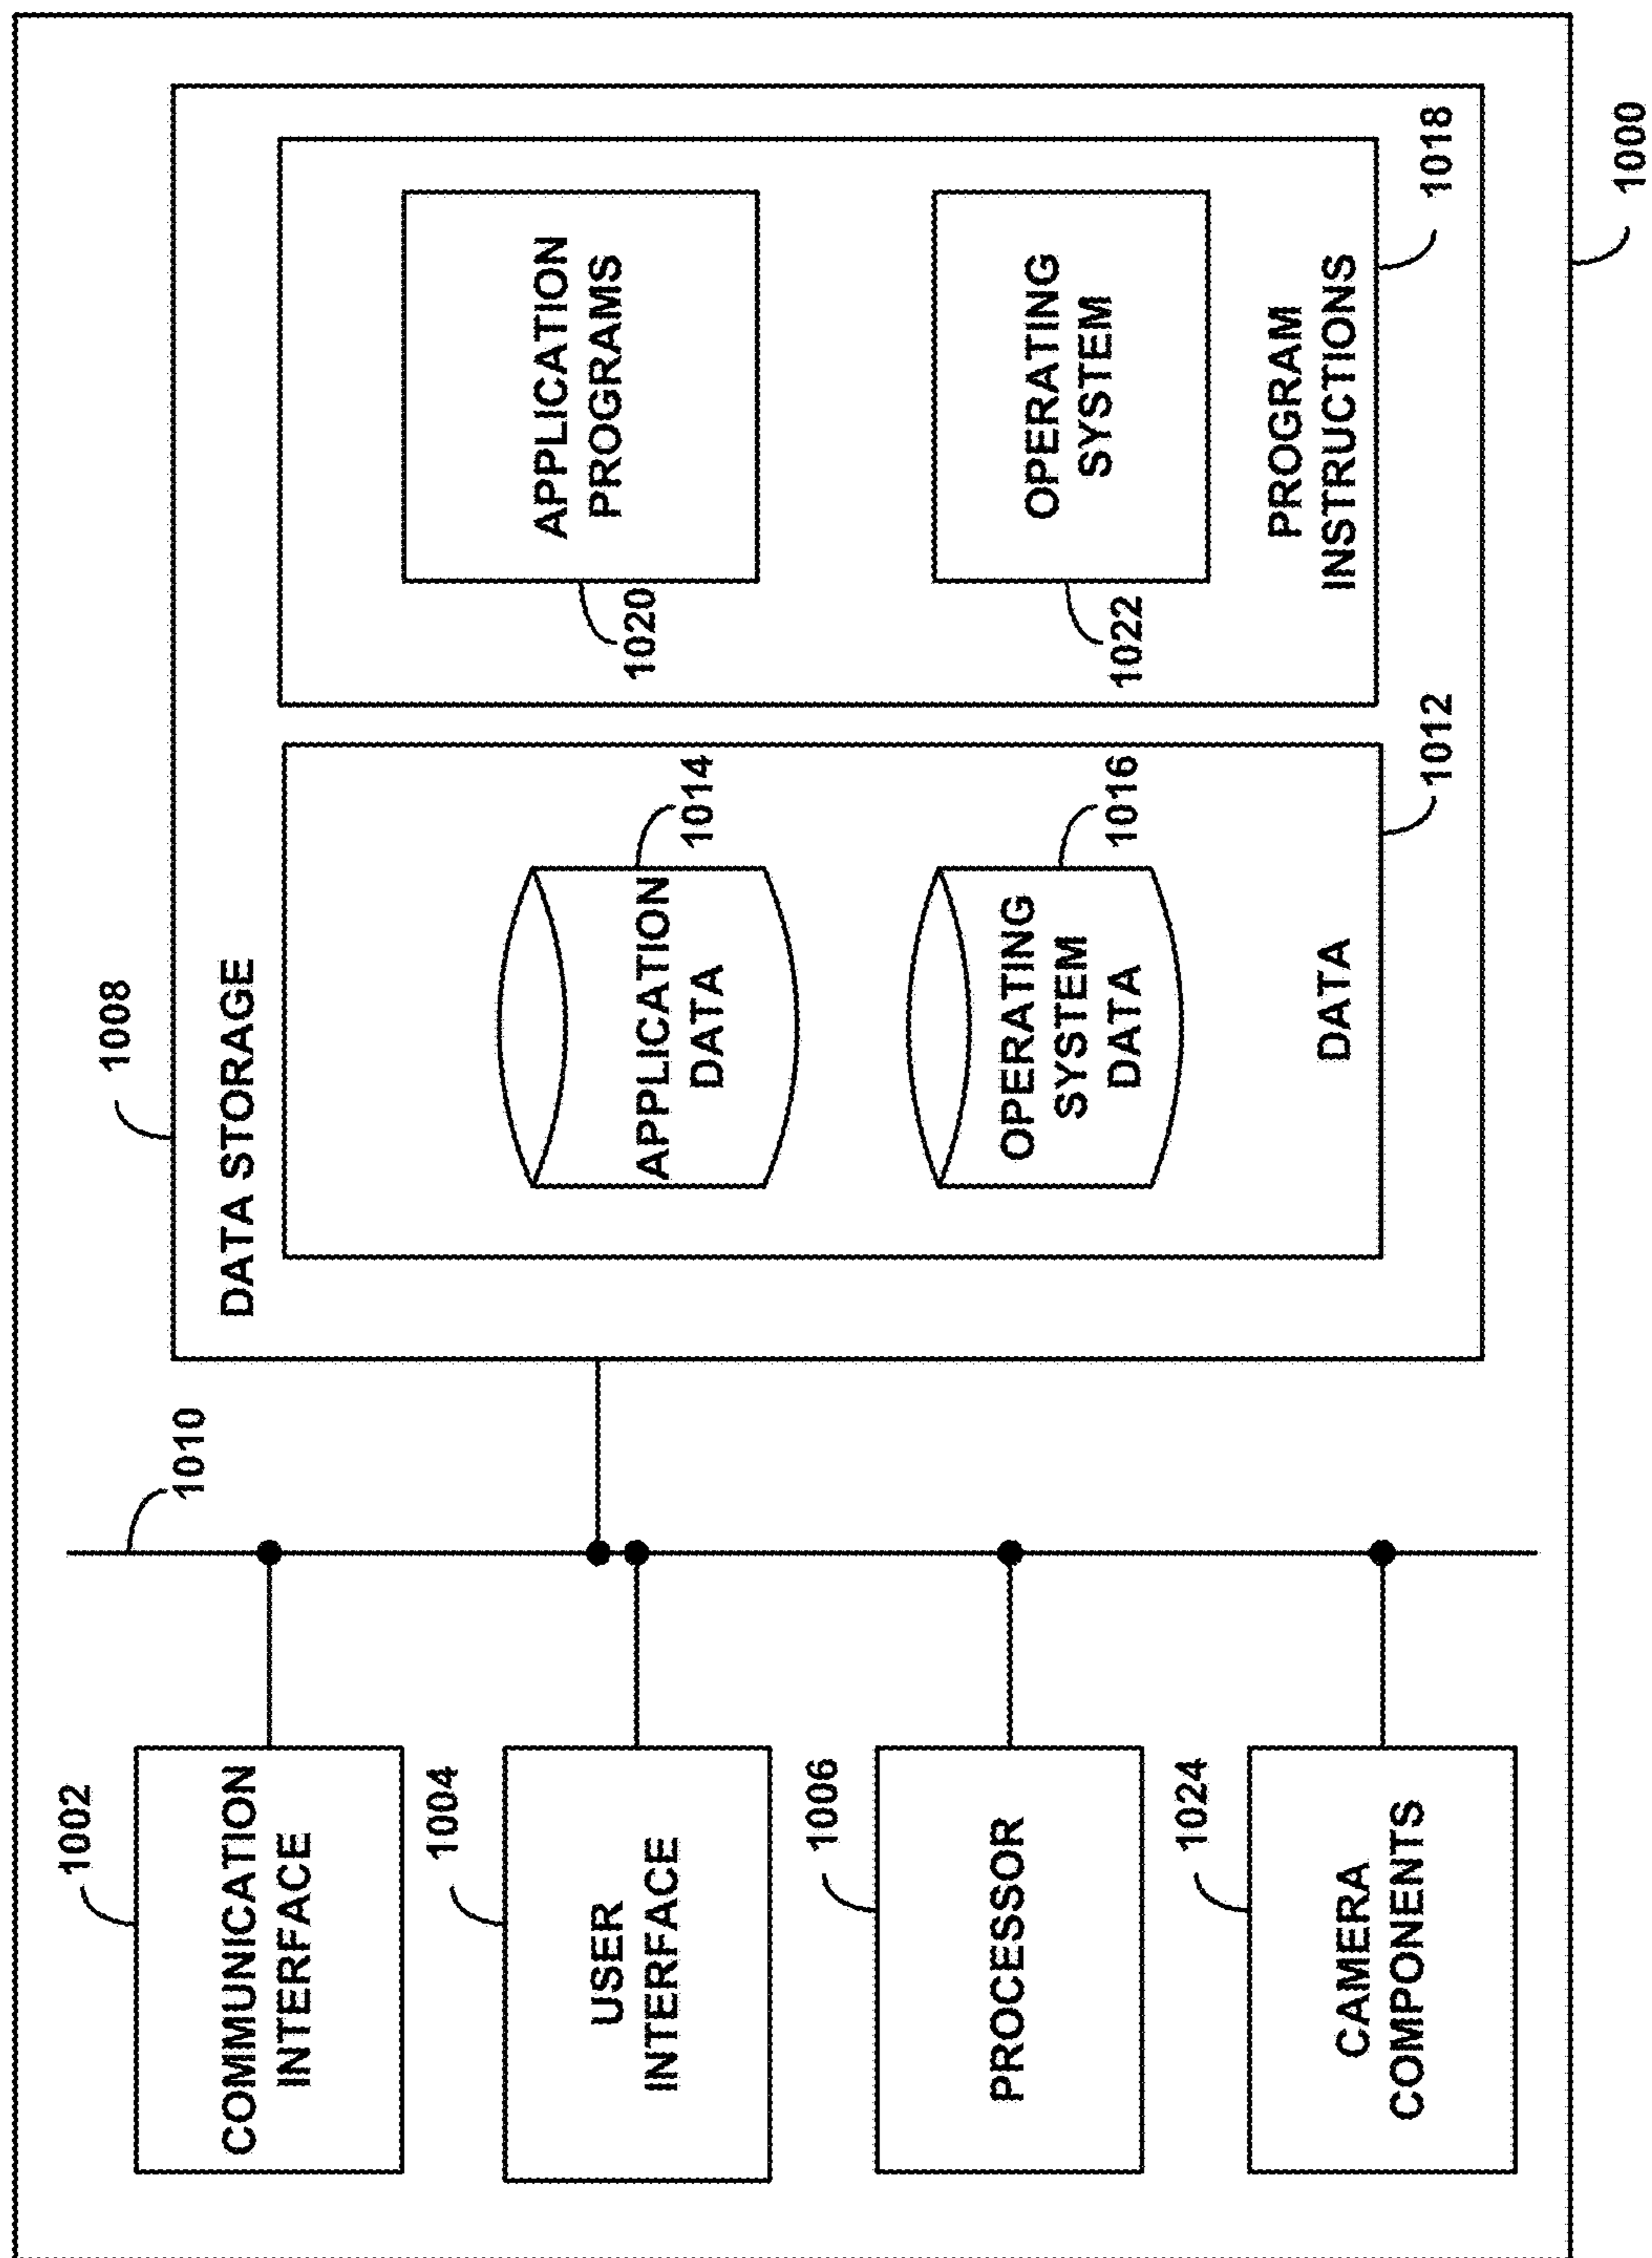 1002
COMMUNICATION
INTERFACE
1004
USER
INTERFACE
1006
PROCESSOR
1024
CAMERA
COMPONENTS
1010
1008
DATA STORAGE
APPLICATION
DATA
1014
OPERATING
SYSTEM
DATA
1016
DATA
1012
APPLICATION
PROGRAMS
1020
OPERATING
SYSTEM
1022
PROGRAM
INSTRUCTIONS
1018
1000